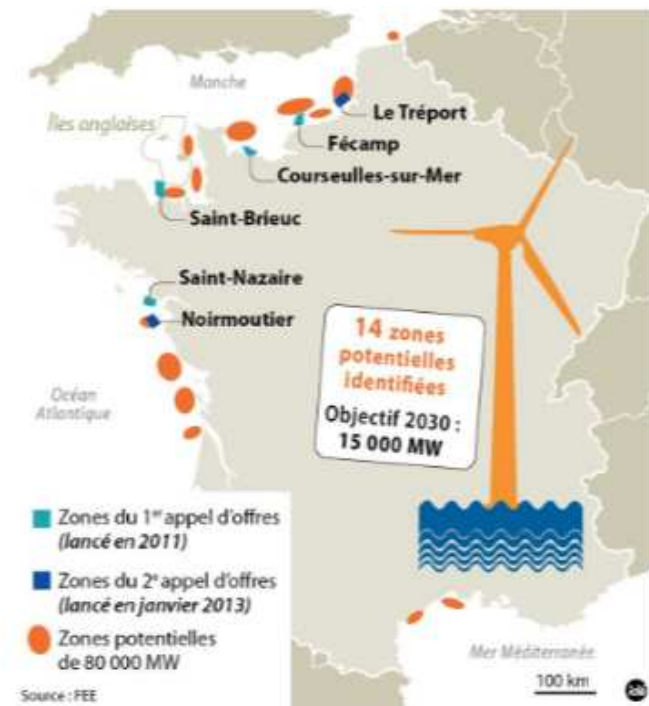 Manche
Îles anglaises
Le Tréport
Fécamp
Courseulles-sur-Mer
Saint-Brieuc
Saint-Nazaire
Noirmoutier
14 zones
potentielles
identifiées
Objectif 2030 :
15 000 MW
Océan
Atlantique
Zones du 1er appel d'offres
(lancé en 2011)
Zones du 2e appel d'offres
(lancé en janvier 2013)
Zones potentielles
de 80 000 MW
Mer Méditerranée
100 km
Source : FEE